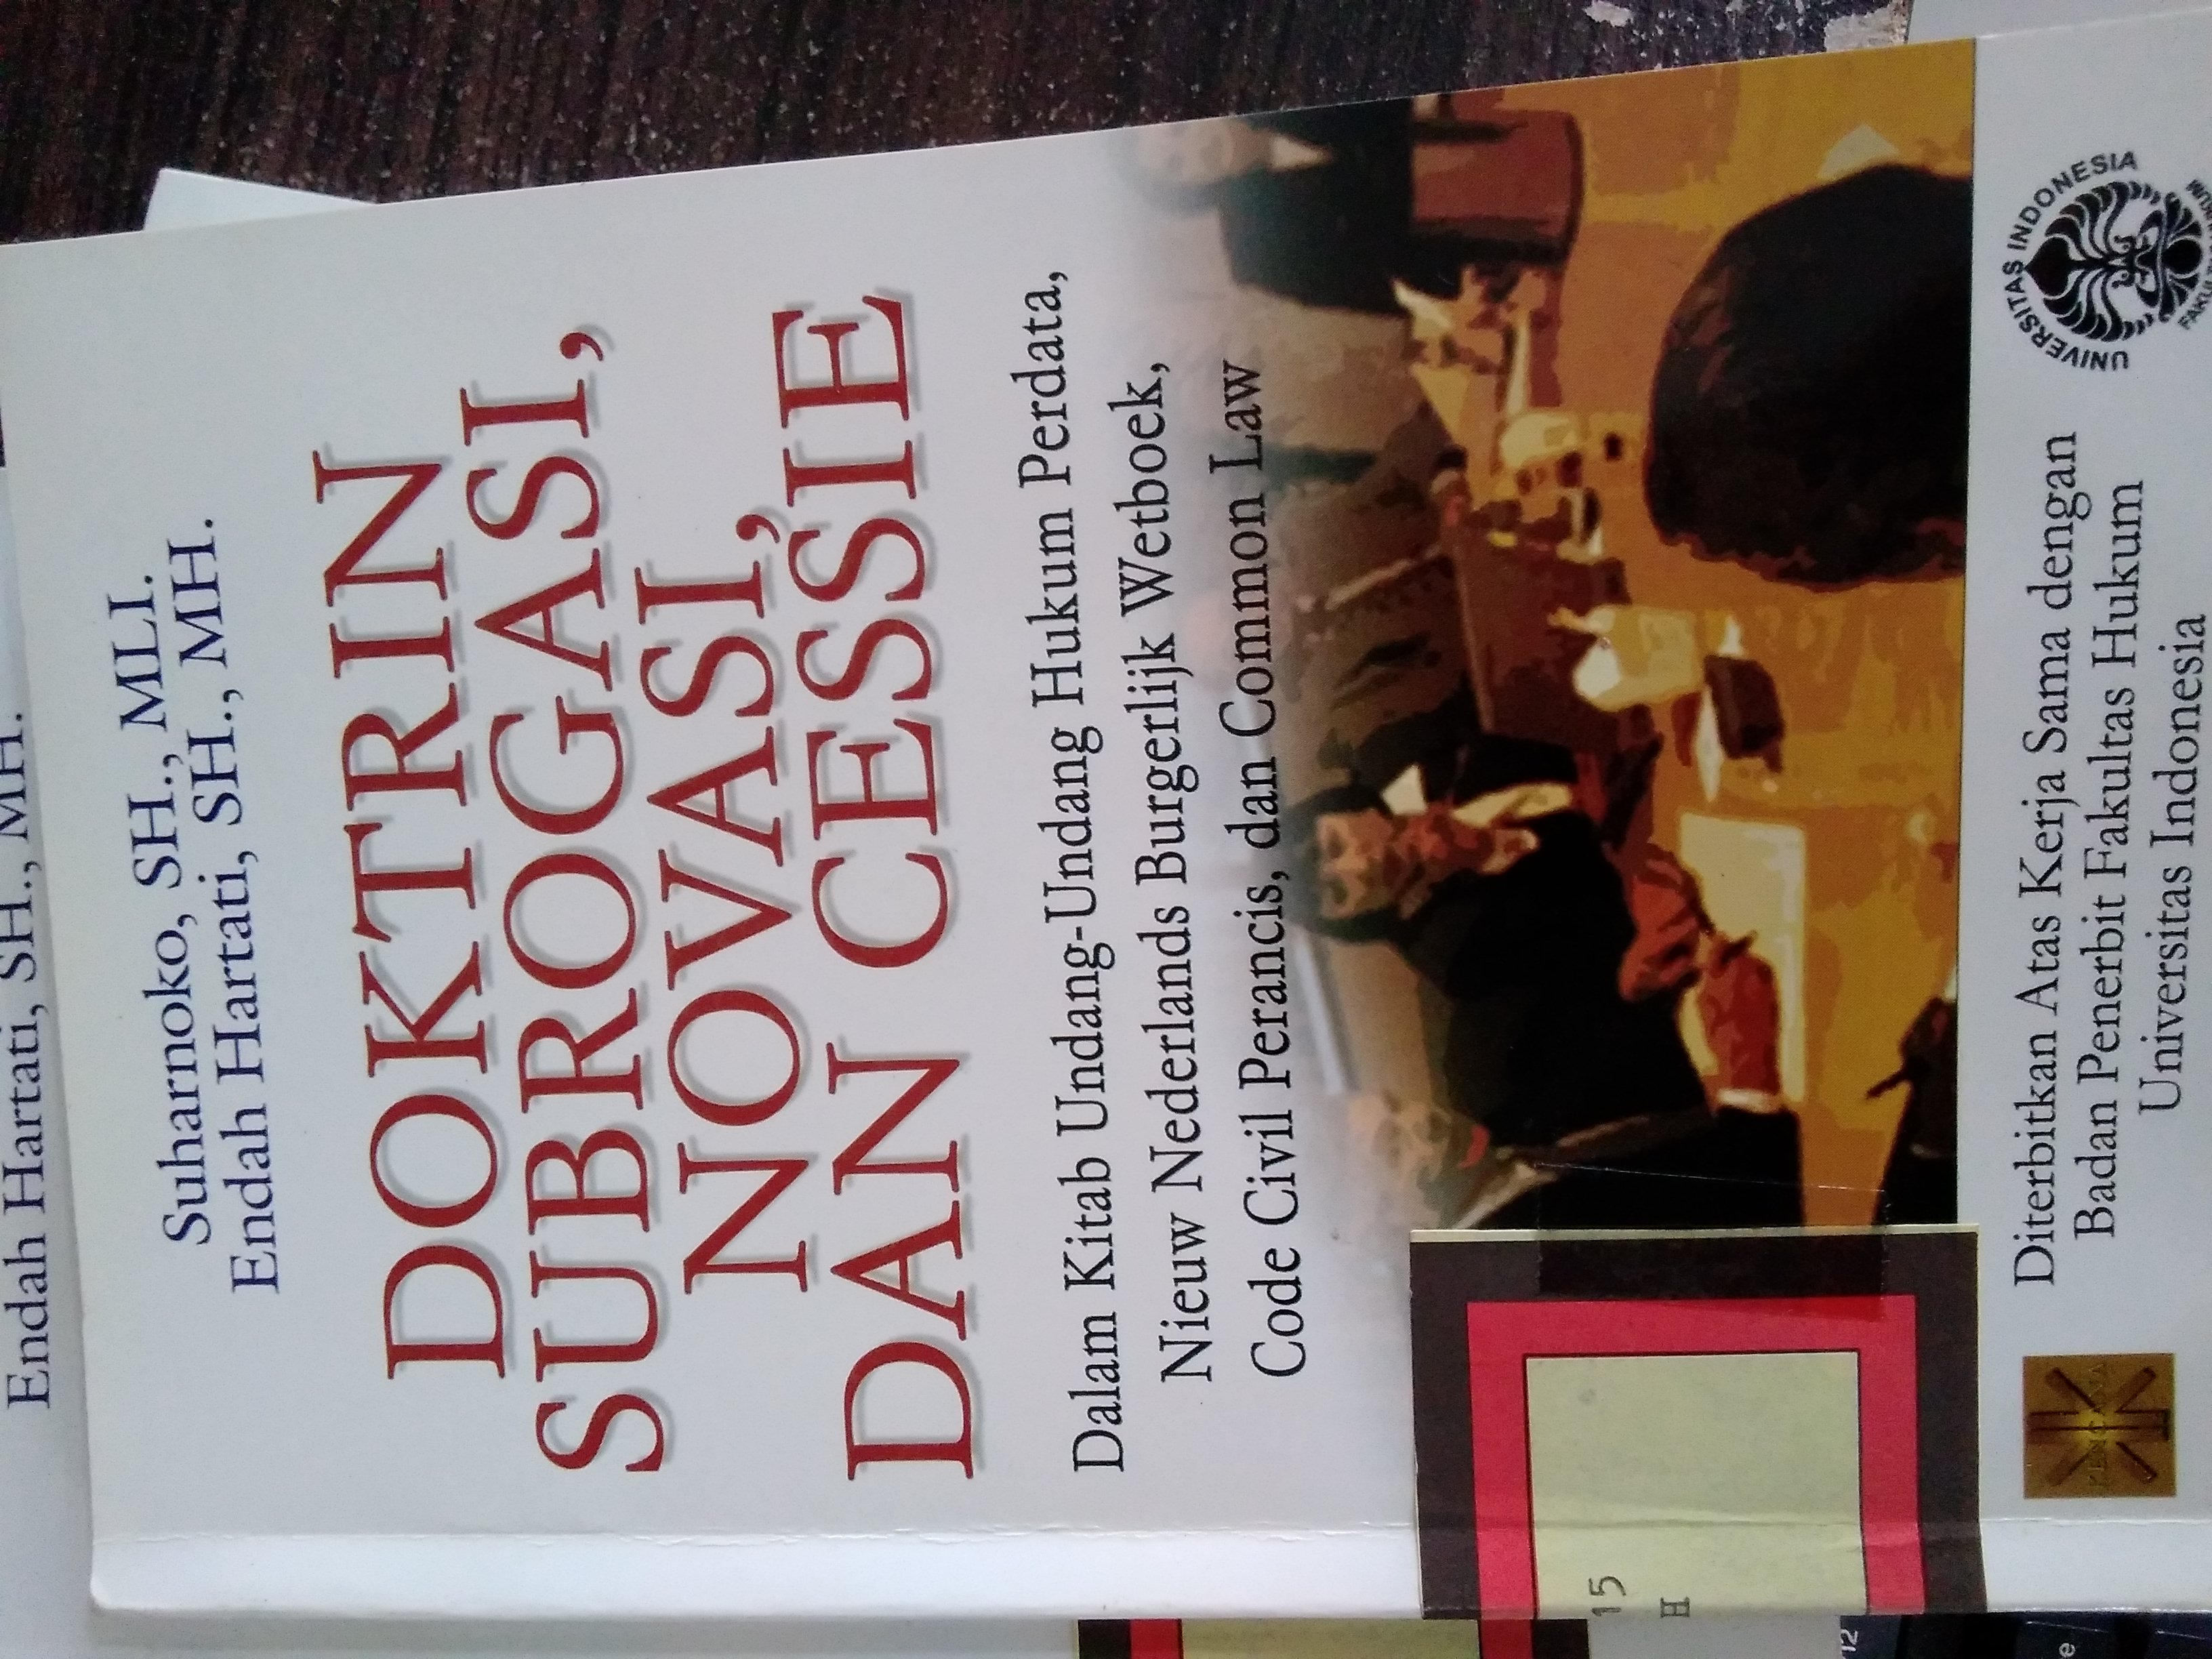 Endah Hartati, SH., MH.
Suharnoko, SH., MLI.
Endah Hartati, SH., MH.
DOKTRIN
SUBROGASI,
NOVASI,
DAN CESSIE
Dalam Kitab Undang-Undang Hukum Perdata,
Nieuw Nederlands Burgerlijk Wetboek,
Code Civil Perancis, dan Common Law
15
H
KENCANA
Diterbitkan Atas Kerja Sama dengan
Badan Penerbit Fakultas Hukum
Universitas Indonesia
UNIVERSITAS INDONESIA
12
e